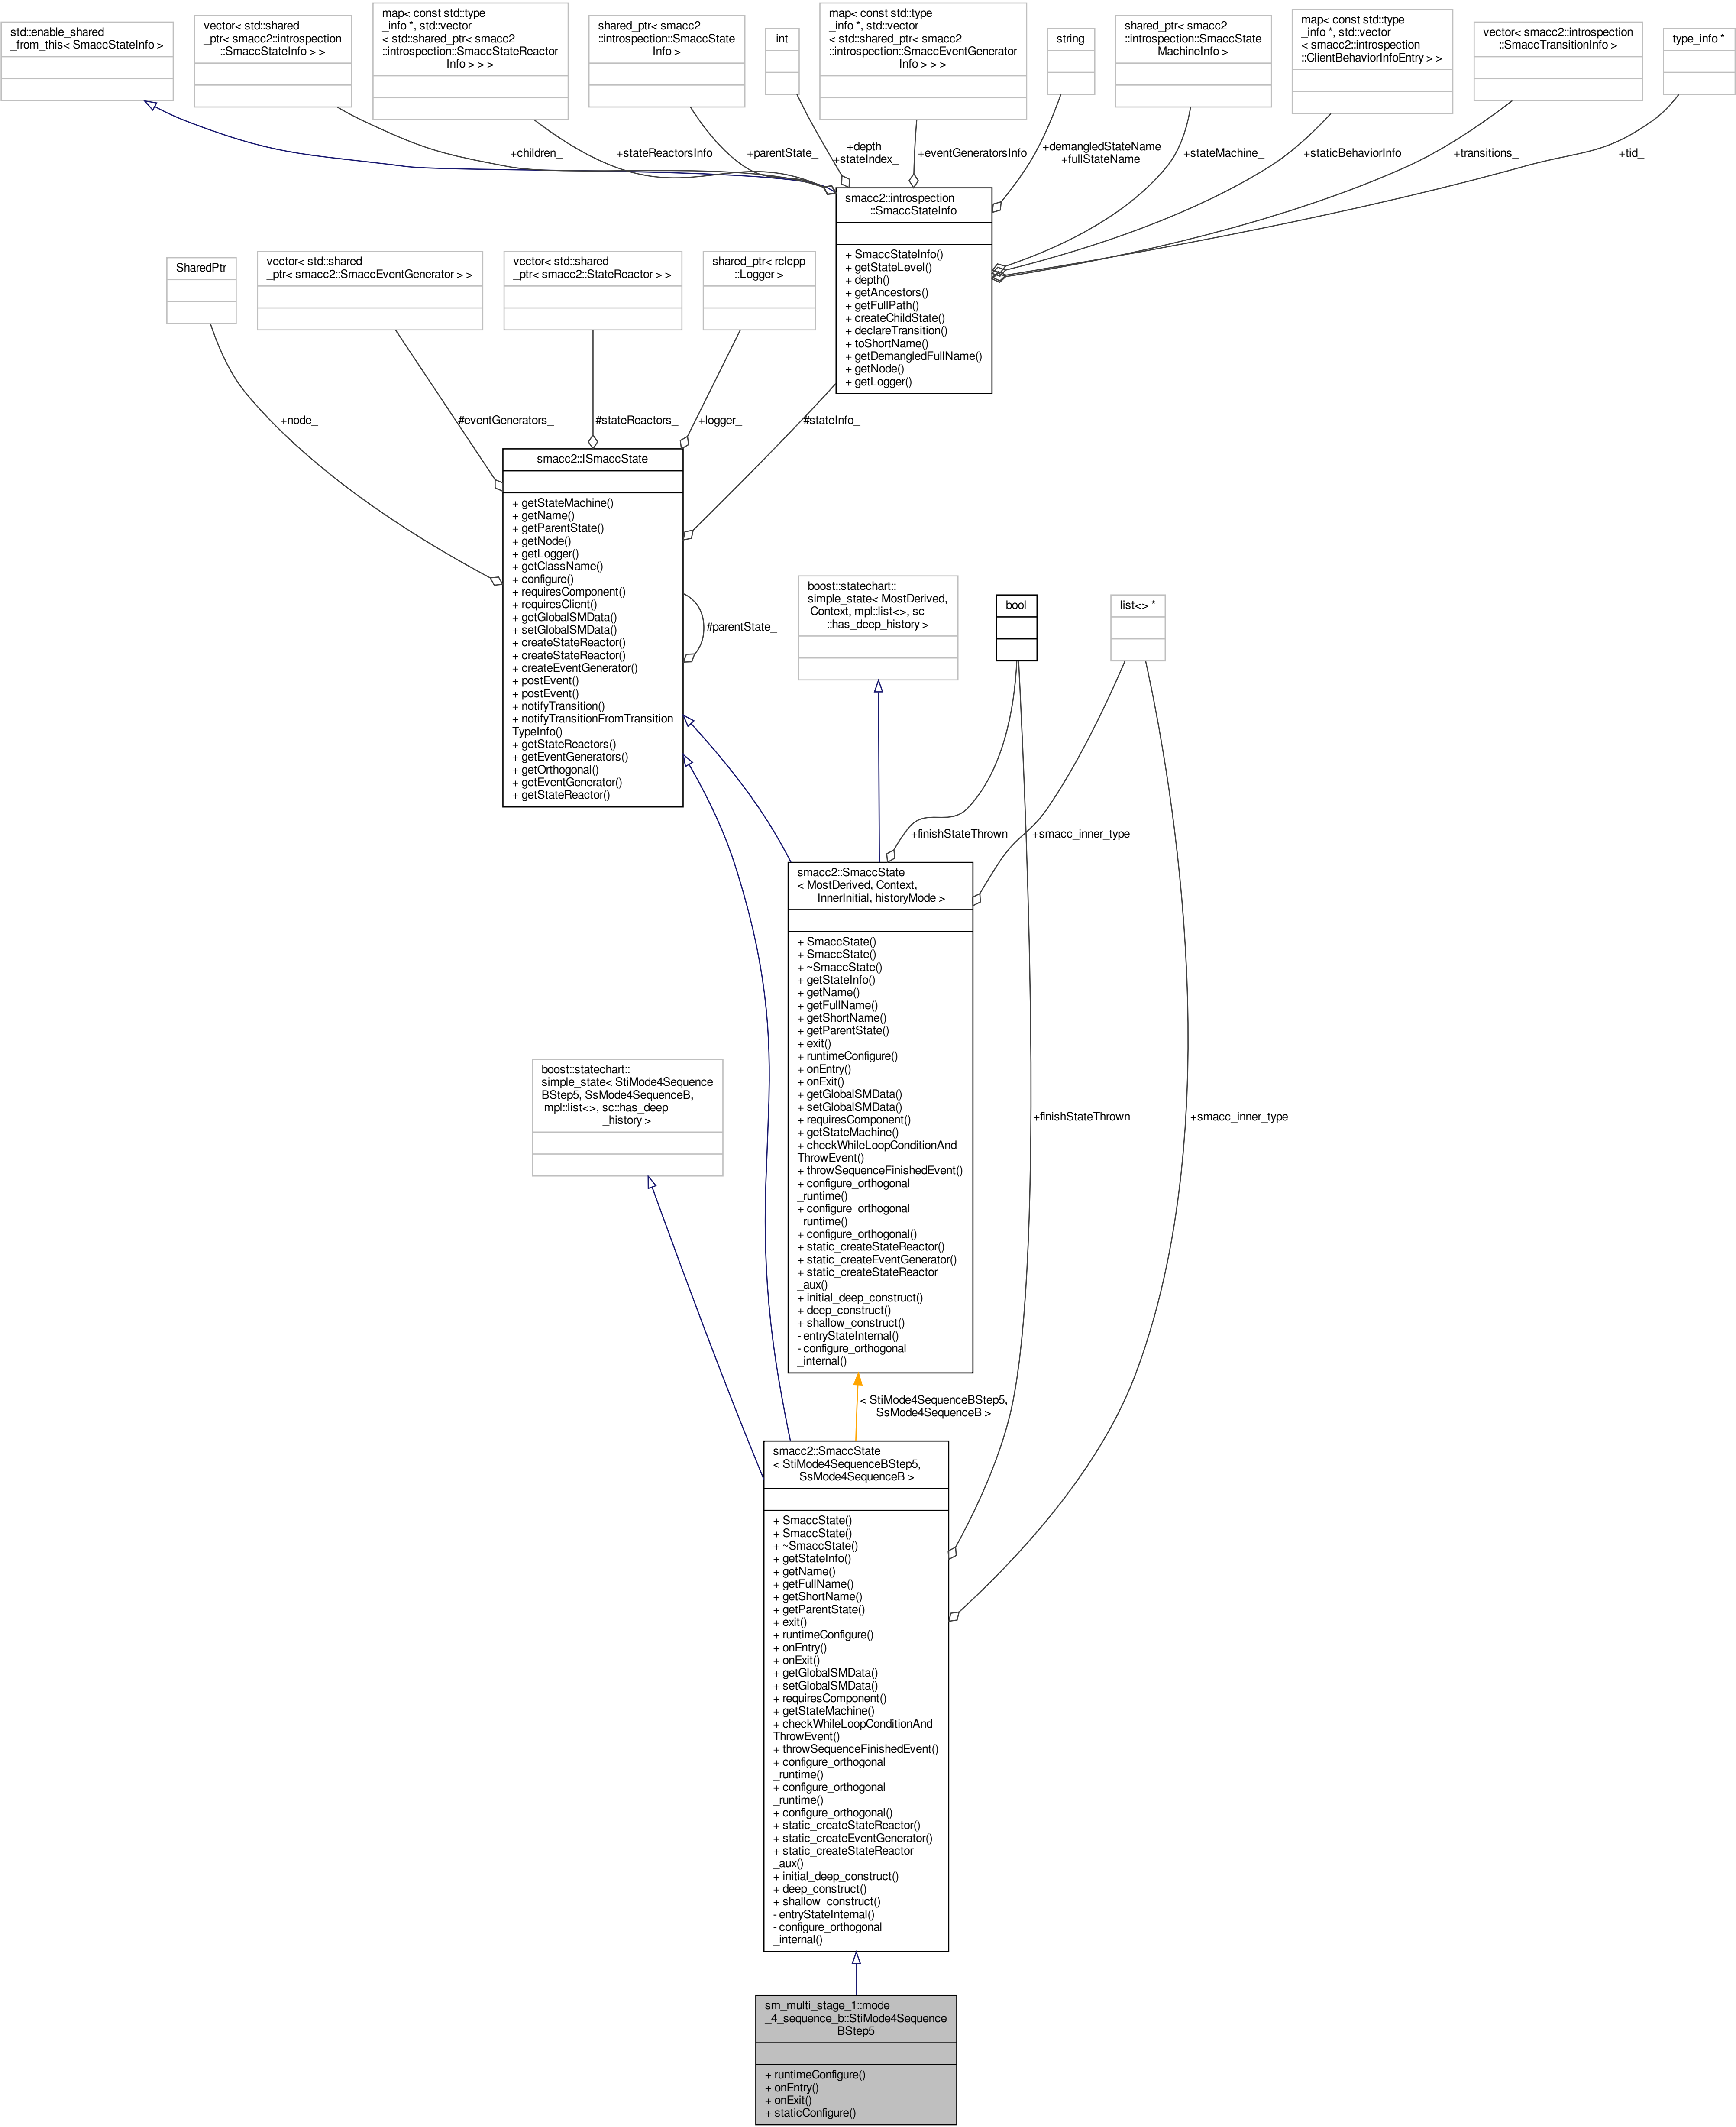 std::enable_shared
_from_this< SmaccStateInfo >
vector< std::shared
_ptr< smacc2::introspection
::SmaccStateInfo > >
map< const std::type
_info *, std::vector
< std::shared_ptr< smacc2
::introspection::SmaccStateReactor
Info > > >
shared_ptr< smacc2
::introspection::SmaccState
Info >
int
map< const std::type
_info *, std::vector
< std::shared_ptr< smacc2
::introspection::SmaccEventGenerator
Info > > >
string
shared_ptr< smacc2
::introspection::SmaccState
MachineInfo >
map< const std::type
_info *, std::vector
< smacc2::introspection
::ClientBehaviorInfoEntry > >
vector< smacc2::introspection
::SmaccTransitionInfo >
type_info *
+children_
+stateReactorsInfo
+parentState_
+depth_
+stateIndex_
+eventGeneratorsInfo
+demangledStateName
+fullStateName
+stateMachine_
+staticBehaviorInfo
+transitions_
+tid_
smacc2::introspection
::SmaccStateInfo
+ SmaccStateInfo()
+ getStateLevel()
+ depth()
+ getAncestors()
+ getFullPath()
+ createChildState()
+ declareTransition()
+ toShortName()
+ getDemangledFullName()
+ getNode()
+ getLogger()
SharedPtr
vector< std::shared
_ptr< smacc2::SmaccEventGenerator > >
vector< std::shared
_ptr< smacc2::StateReactor > >
shared_ptr< rclcpp
::Logger >
+node_
#eventGenerators_
#stateReactors_
+logger_
#stateInfo_
smacc2::ISmaccState
+ getStateMachine()
+ getName()
+ getParentState()
+ getNode()
+ getLogger()
+ getClassName()
+ configure()
+ requiresComponent()
+ requiresClient()
+ getGlobalSMData()
+ setGlobalSMData()
+ createStateReactor()
+ createStateReactor()
+ createEventGenerator()
+ postEvent()
+ postEvent()
+ notifyTransition()
+ notifyTransitionFromTransition
TypeInfo()
+ getStateReactors()
+ getEventGenerators()
+ getOrthogonal()
+ getEventGenerator()
+ getStateReactor()
#parentState_
boost::statechart::
simple_state< MostDerived,
Context, mpl::list<>, sc
::has_deep_history >
bool
list<> *
+finishStateThrown
+smacc_inner_type
smacc2::SmaccState
< MostDerived, Context,
InnerInitial, historyMode >
+ SmaccState()
+ SmaccState()
+ ~SmaccState()
+ getStateInfo()
+ getName()
+ getFullName()
+ getShortName()
+ getParentState()
+ exit()
+ runtimeConfigure()
+ onEntry()
+ onExit()
+ getGlobalSMData()
+ setGlobalSMData()
+ requiresComponent()
+ getStateMachine()
+ checkWhileLoopConditionAnd
ThrowEvent()
+ throwSequenceFinishedEvent()
+ configure_orthogonal
_runtime()
+ configure_orthogonal
_runtime()
+ configure_orthogonal()
+ static_createStateReactor()
+ static_createEventGenerator()
+ static_createStateReactor
_aux()
+ initial_deep_construct()
+ deep_construct()
+ shallow_construct()
- entryStateInternal()
- configure_orthogonal
_internal()
boost::statechart::
simple_state< StiMode4Sequence
BStep5, SsMode4SequenceB,
mpl::list<>, sc::has_deep
_history >
+finishStateThrown
+smacc_inner_type
< StiMode4SequenceBStep5,
SsMode4SequenceB >
smacc2::SmaccState
< StiMode4SequenceBStep5,
SsMode4SequenceB >
+ SmaccState()
+ SmaccState()
+ ~SmaccState()
+ getStateInfo()
+ getName()
+ getFullName()
+ getShortName()
+ getParentState()
+ exit()
+ runtimeConfigure()
+ onEntry()
+ onExit()
+ getGlobalSMData()
+ setGlobalSMData()
+ requiresComponent()
+ getStateMachine()
+ checkWhileLoopConditionAnd
ThrowEvent()
+ throwSequenceFinishedEvent()
+ configure_orthogonal
_runtime()
+ configure_orthogonal
_runtime()
+ configure_orthogonal()
+ static_createStateReactor()
+ static_createEventGenerator()
+ static_createStateReactor
_aux()
+ initial_deep_construct()
+ deep_construct()
+ shallow_construct()
- entryStateInternal()
- configure_orthogonal
_internal()
sm_multi_stage_1::mode
_4_sequence_b::StiMode4Sequence
BStep5
+ runtimeConfigure()
+ onEntry()
+ onExit()
+ staticConfigure()